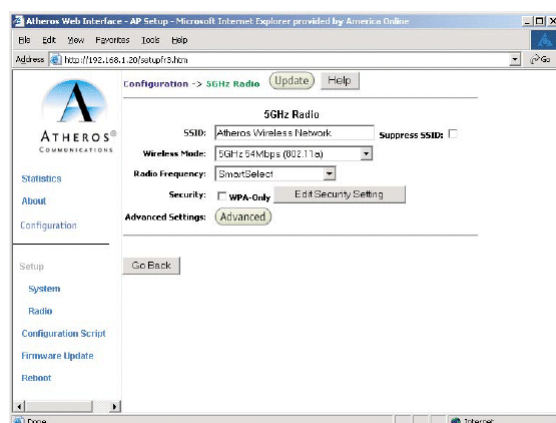 Atheros Web Interface - AP Setup - Microsoft Internet Explorer provided by America Online
File Edit View Favorites Tools Help
Address http://192.168.1.20/setupfr3.htm Go
Configuration -> 5GHz Radio Update Help
ATHEROS®
COMMUNICATIONS
Statistics
About
Configuration
Setup
System
Radio
Configuration Script
Firmware Update
Reboot
5GHz Radio
SSID: Atheros Wireless Network Suppress SSID:
Wireless Mode: 5GHz 54Mbps (802.11a)
Radio Frequency: SmartSelect
Security: WPA-Only Edit Security Setting
Advanced Settings: Advanced
Go Back
Done Internet